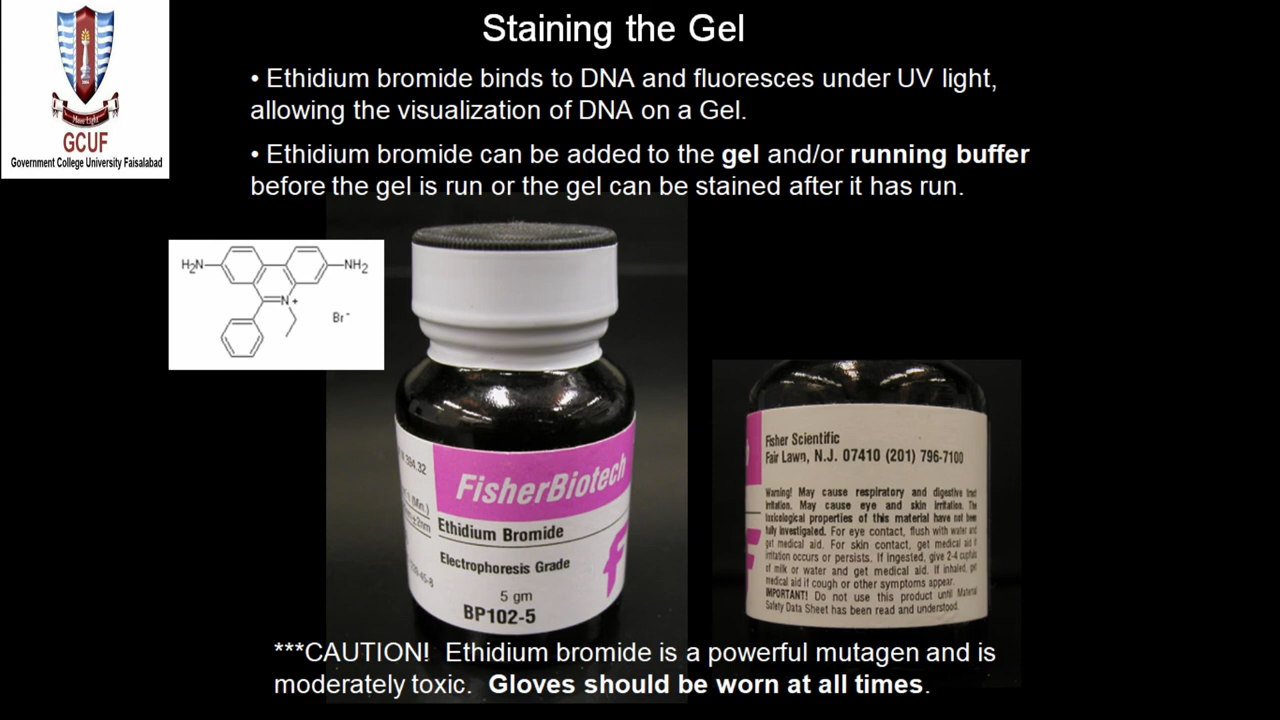 Staining the Gel
• Ethidium bromide binds to DNA and fluoresces under UV light,
allowing the visualization of DNA on a Gel.
• Ethidium bromide can be added to the gel and/or running buffer
before the gel is run or the gel can be stained after it has run.
More Light
GCUF
Government College University Faisalabad
H2N
NH2
N+
Br-
394.32
FisherBiotech
Ethidium Bromide
Electrophoresis Grade
5 gm
BP102-5
Fisher Scientific
Fair Lawn, N.J. 07410 (201) 796-7100
Warning! May cause respiratory and digestive tract
irritation. May cause eye and skin irritation. The
toxicological properties of this material have not been
fully investigated. For eye contact, flush with water and
get medical aid. For skin contact, get medical aid if
irritation occurs or persists. If ingested, give 2-4 cupfuls
of milk or water and get medical aid. If inhaled, get
medical aid if cough or other symptoms appear.
IMPORTANT! Do not use this product until Material
Safety Data Sheet has been read and understood.
***CAUTION! Ethidium bromide is a powerful mutagen and is
moderately toxic. Gloves should be worn at all times.